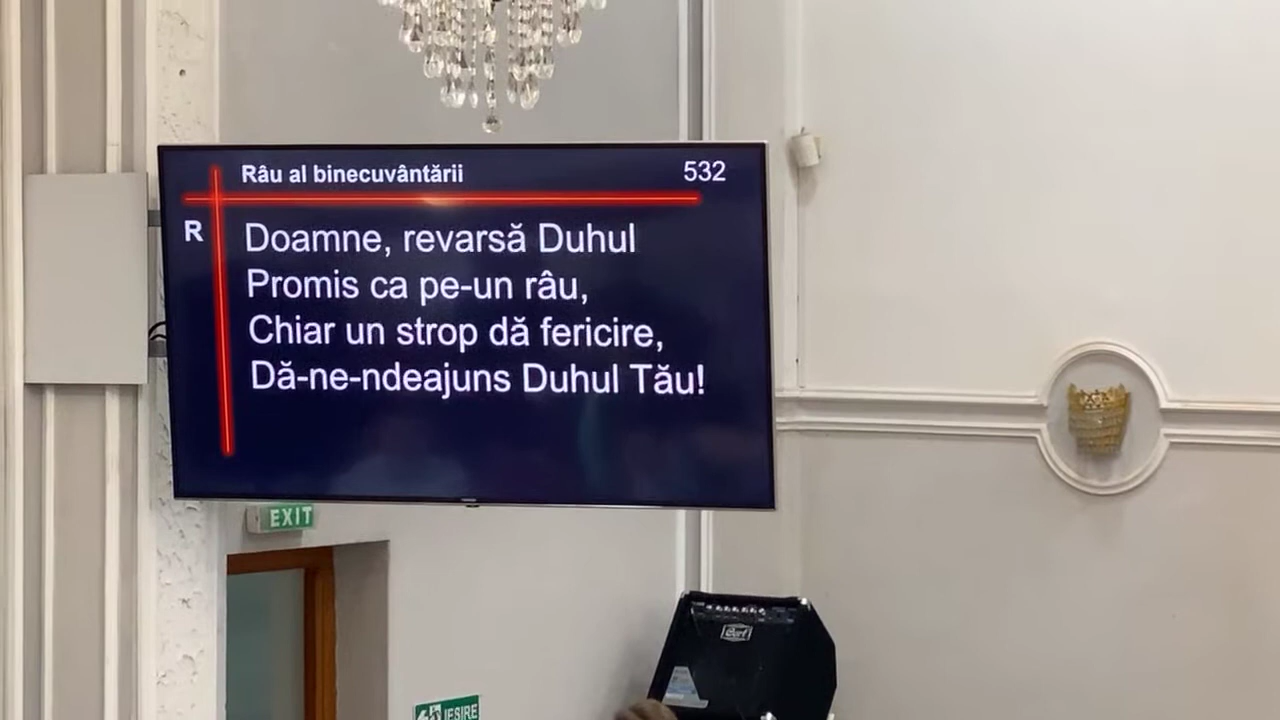 Râu al binecuvântării
532
R
Doamne, revarsă Duhul
Promis ca pe-un râu,
Chiar un strop dă fericire,
Dă-ne-ndeajuns Duhul Tău!
EXIT
Cort
IEȘIRE